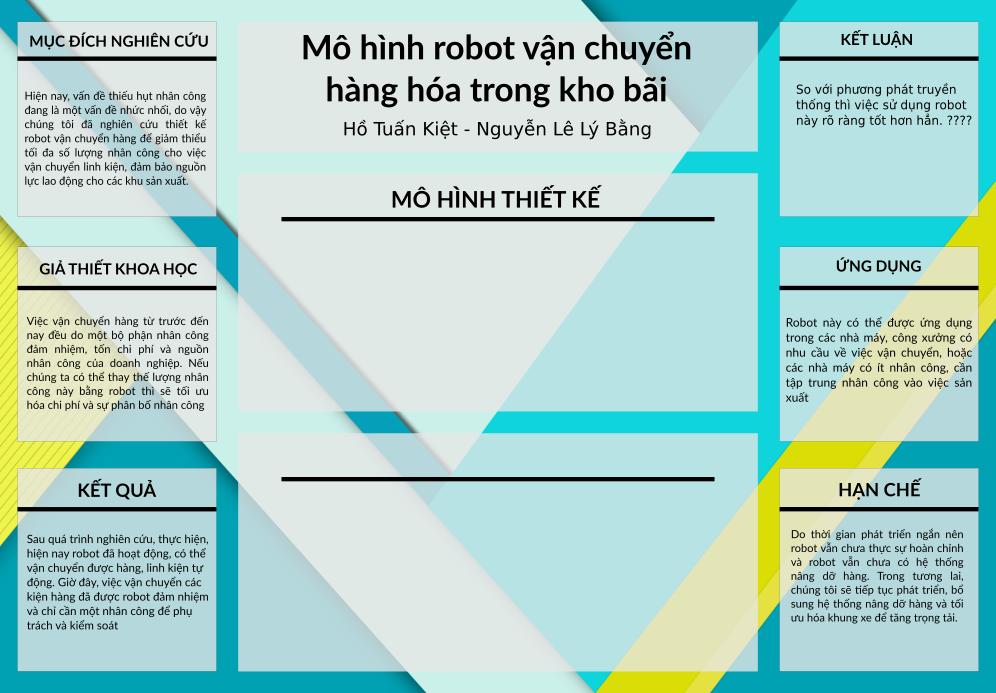 MỤC ĐÍCH NGHIÊN CỨU
Hiện nay, vấn đề thiếu hụt nhân công
đang là một vấn đề nhức nhối, do vậy
chúng tôi đã nghiên cứu thiết kế
robot vận chuyển hàng để giảm thiểu
tối đa số lượng nhân công cho việc
vận chuyển linh kiện, đảm bảo nguồn
lực lao động cho các khu sản xuất.
GIẢ THIẾT KHOA HỌC
Việc vận chuyển hàng từ trước đến
nay đều do một bộ phận nhân công
đảm nhiệm, tốn chi phí và nguồn
nhân công của doanh nghiệp. Nếu
chúng ta có thể thay thế lượng nhân
công này bằng robot thì sẽ tối ưu
hóa chi phí và sự phân bố nhân công
KẾT QUẢ
Sau quá trình nghiên cứu, thực hiện,
hiện nay robot đã hoạt động, có thể
vận chuyển được hàng, linh kiện tự
động. Giờ đây, việc vận chuyển các
kiện hàng đã được robot đảm nhiệm
và chỉ cần một nhân công để phụ
trách và kiểm soát
Mô hình robot vận chuyển
hàng hóa trong kho bãi
Hồ Tuấn Kiệt - Nguyễn Lê Lý Bằng
MÔ HÌNH THIẾT KẾ
KẾT LUẬN
So với phương phát truyền
thống thì việc sử dụng robot
này rõ ràng tốt hơn hẳn. ????
ỨNG DỤNG
Robot này có thể được ứng dụng
trong các nhà máy, công xưởng có
nhu cầu về việc vận chuyển, hoặc
các nhà máy có ít nhân công, cần
tập trung nhân công vào việc sản
xuất
HẠN CHẾ
Do thời gian phát triển ngắn nên
robot vẫn chưa thực sự hoàn chỉnh
và robot vẫn chưa có hệ thống
nâng dỡ hàng. Trong tương lai,
chúng tôi sẽ tiếp tục phát triển, bổ
sung hệ thống nâng dỡ hàng và tối
ưu hóa khung xe để tăng trọng tải.